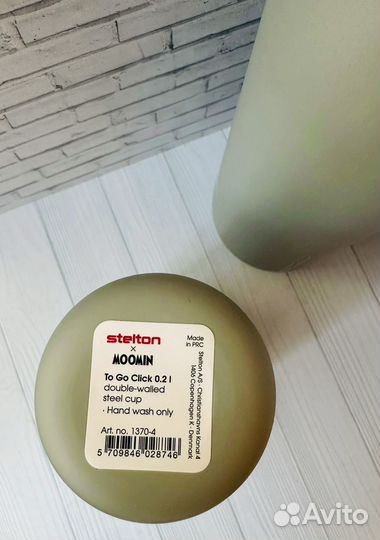 stelton
×
MOOMIN
Made
in PRC
To Go Click 0.2 l
double-walled
steel cup
· Hand wash only
Art. no. 1370-4
5 709846 028746
Stelton A/S · Christianshavns Kanal 4
1406 Copenhagen K · Denmark
Avito